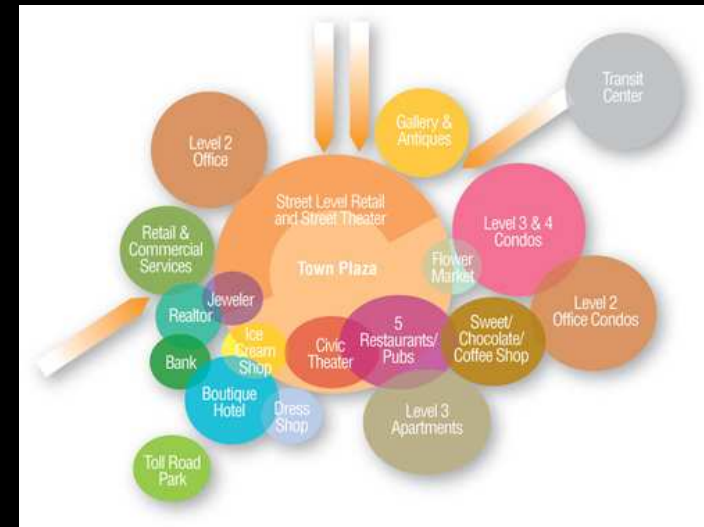 Transit
Center
Gallery &
Antiques
Level 2
Office
Street Level Retail
and Street Theater
Level 3 & 4
Condos
Retail &
Commercial
Services
Town Plaza
Flower
Market
Jeweler
Realtor
Level 2
Office Condos
Ice
Cream
Shop
Civic
Theater
5
Restaurants/
Pubs
Sweet/
Chocolate/
Coffee Shop
Bank
Boutique
Hotel
Dress
Shop
Level 3
Apartments
Toll Road
Park